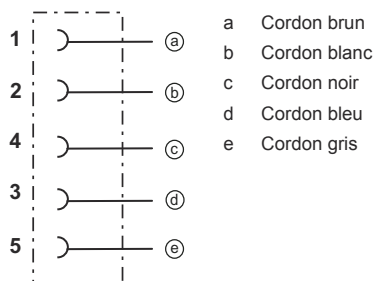 1 ⓐ
2 ⓑ
4 ⓒ
3 ⓓ
5 ⓔ
a Cordon brun
b Cordon blanc
c Cordon noir
d Cordon bleu
e Cordon gris